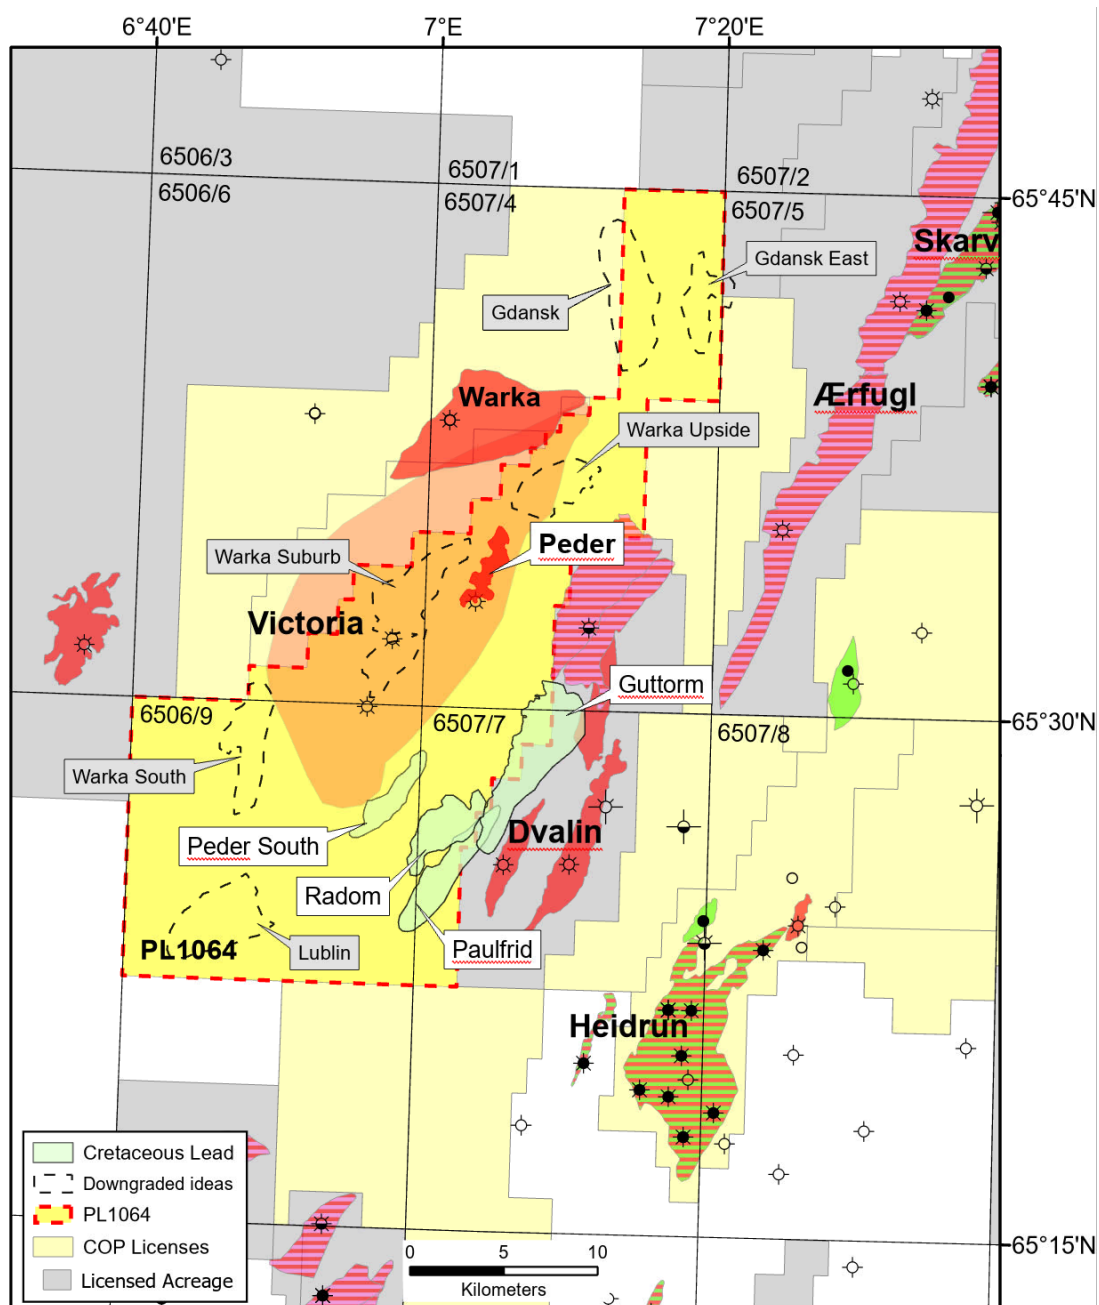 6°40'E 7°E 7°20'E
6506/3
6507/1 6507/2
6506/6 6507/4 6507/5
65°45'N
Skarv
Gdansk East
Gdansk
Warka
Ærfugl
Warka Upside
Peder
Warka Suburb
Victoria
Guttorm
6506/9 6507/7 6507/8
65°30'N
Warka South
Peder South
Dvalin
Radom
Paulfrid
PL1064
Lublin
Heidrun
Cretaceous Lead
Downgraded ideas
PL1064
COP Licenses
Licensed Acreage
65°15'N
0 5 10
Kilometers